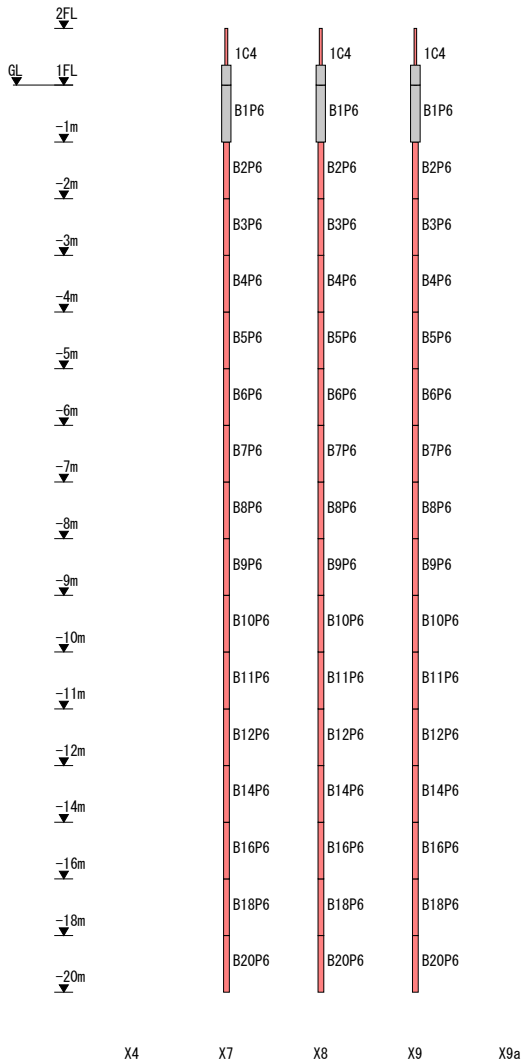 2FL
1C4 1C4 1C4
GL 1FL
B1P6 B1P6 B1P6
-1m
B2P6 B2P6 B2P6
-2m
B3P6 B3P6 B3P6
-3m
B4P6 B4P6 B4P6
-4m
B5P6 B5P6 B5P6
-5m
B6P6 B6P6 B6P6
-6m
B7P6 B7P6 B7P6
-7m
B8P6 B8P6 B8P6
-8m
B9P6 B9P6 B9P6
-9m
B10P6 B10P6 B10P6
-10m
B11P6 B11P6 B11P6
-11m
B12P6 B12P6 B12P6
-12m
B14P6 B14P6 B14P6
-14m
B16P6 B16P6 B16P6
-16m
B18P6 B18P6 B18P6
-18m
B20P6 B20P6 B20P6
-20m
X4 X7 X8 X9 X9a